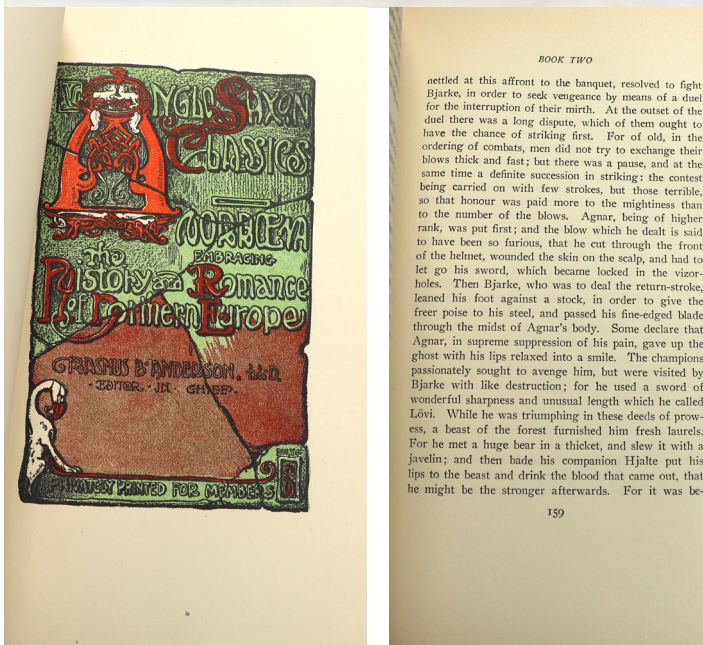 THE
ANGLO SAXON
CLASSICS
NORRŒNA
EMBRACING
The
History and Romance
of Northern Europe
RASMUS B. ANDERSON, LL.D.
· EDITOR · IN · CHIEF ·
PRIVATELY PRINTED FOR MEMBERS
BOOK TWO
nettled at this affront to the banquet, resolved to fight
Bjarke, in order to seek vengeance by means of a duel
for the interruption of their mirth. At the outset of the
duel there was a long dispute, which of them ought to
have the chance of striking first. For of old, in the
ordering of combats, men did not try to exchange their
blows thick and fast; but there was a pause, and at the
same time a definite succession in striking: the contest
being carried on with few strokes, but those terrible,
so that honour was paid more to the mightiness than
to the number of the blows. Agnar, being of higher
rank, was put first; and the blow which he dealt is said
to have been so furious, that he cut through the front
of the helmet, wounded the skin on the scalp, and had to
let go his sword, which became locked in the vizor-
holes. Then Bjarke, who was to deal the return-stroke,
leaned his foot against a stock, in order to give the
freer poise to his steel, and passed his fine-edged blade
through the midst of Agnar's body. Some declare that
Agnar, in supreme suppression of his pain, gave up the
ghost with his lips relaxed into a smile. The champions
passionately sought to avenge him, but were visited by
Bjarke with like destruction; for he used a sword of
wonderful sharpness and unusual length which he called
Lövi. While he was triumphing in these deeds of prow-
ess, a beast of the forest furnished him fresh laurels.
For he met a huge bear in a thicket, and slew it with a
javelin; and then bade his companion Hjalte put his
lips to the beast and drink the blood that came out, that
he might be the stronger afterwards. For it was be-
159